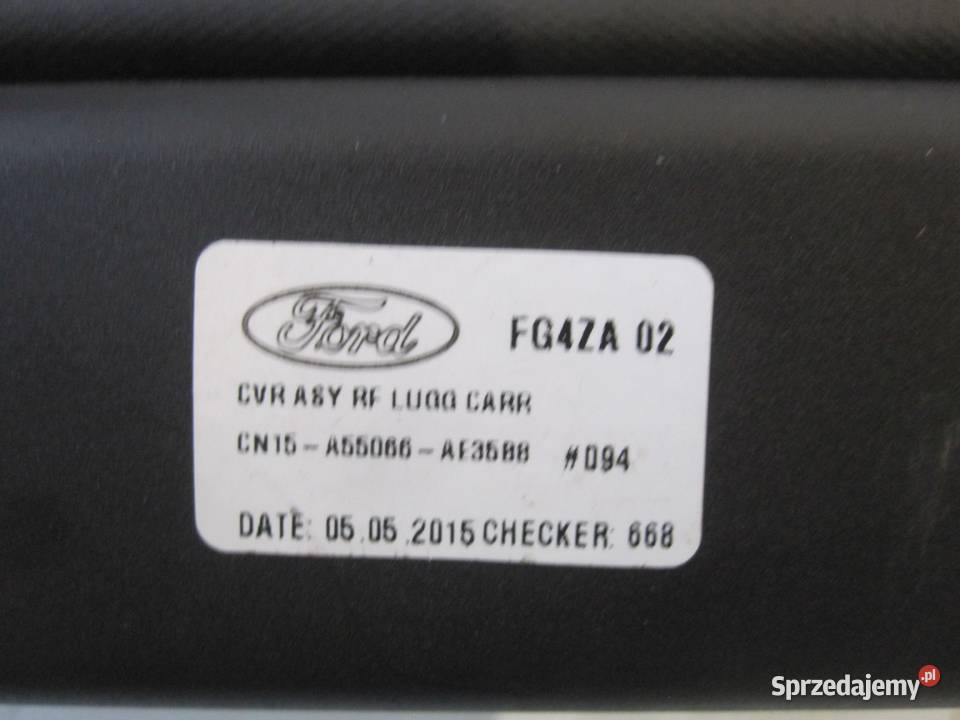 Ford FG4ZA 02
CVR ASY RF LUGG CARR
CN15-A55066-AE35B8 #094
DATE: 05.05.2015 CHECKER: 668
Sprzedajemy.pl